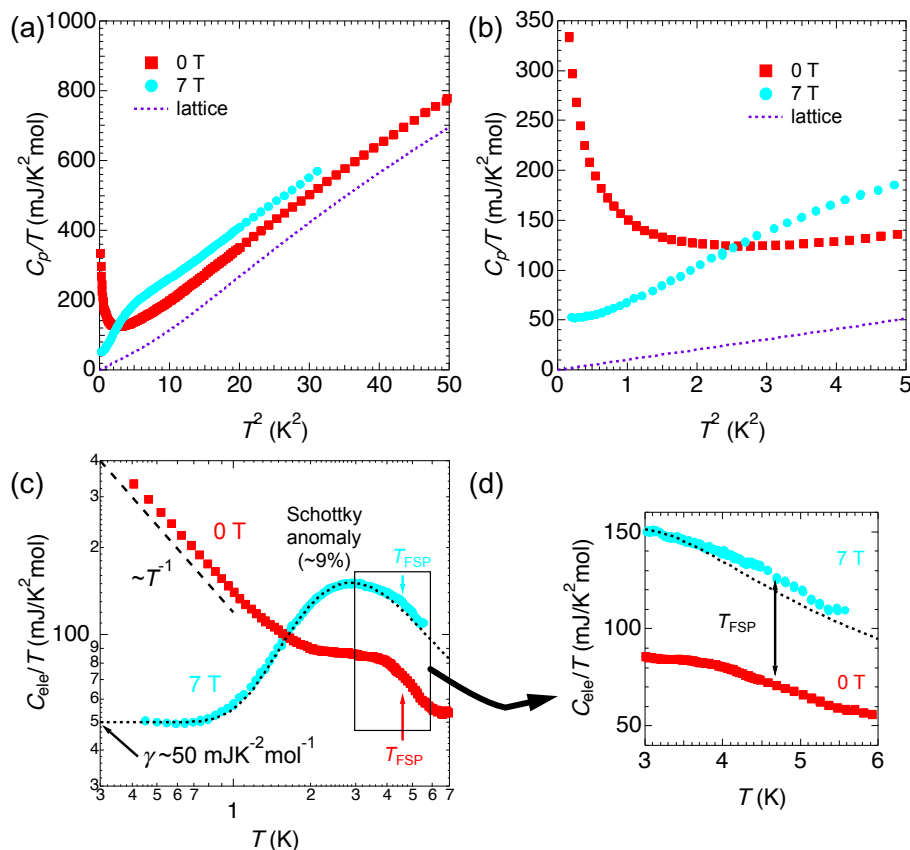 (a)
1000
800
600
400
200
0
0 T
7 T
lattice
Cp/T (mJ/K²mol)
0 10 20 30 40 50
T² (K²)
(b)
350
300
250
200
150
100
50
0
0 T
7 T
lattice
Cp/T (mJ/K²mol)
0 1 2 3 4 5
T² (K²)
(c)
4
3
2
100
9
8
7
6
5
4
3
Cele/T (mJ/K²mol)
0 T
Schottky
anomaly
(~9%)
TFSP
~T⁻¹
7 T
TFSP
γ ~50 mJK⁻²mol⁻¹
3 4 5 6 7 1 2 3 4 5 6 7
T (K)
(d)
150
100
50
Cele/T (mJ/K²mol)
7 T
TFSP
0 T
3 4 5 6
T (K)